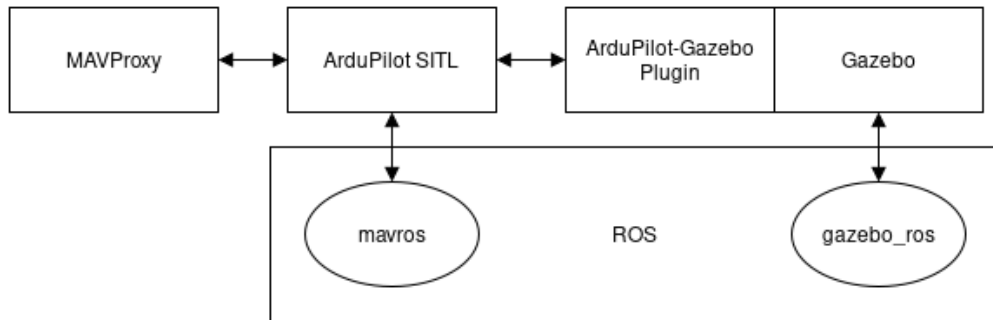 MAVProxy
ArduPilot SITL
ArduPilot-Gazebo
Plugin
Gazebo
mavros
ROS
gazebo_ros